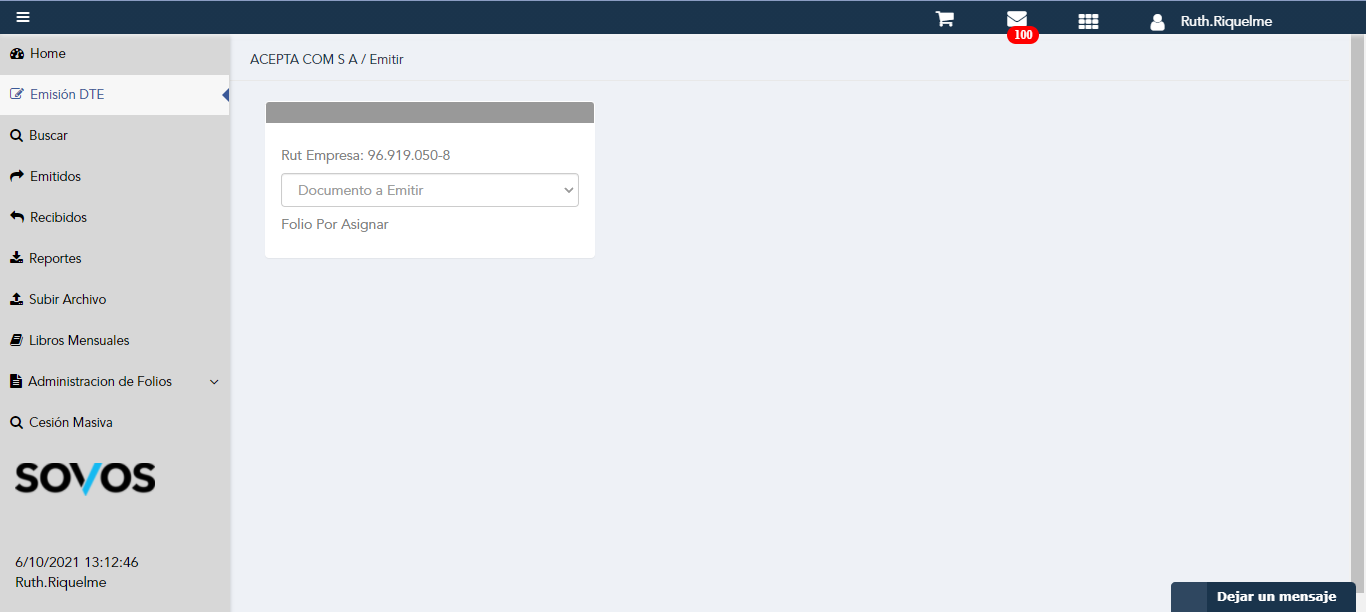 100
Ruth.Riquelme
Home
Emisión DTE
Buscar
Emitidos
Recibidos
Reportes
Subir Archivo
Libros Mensuales
Administracion de Folios
Cesión Masiva
SOVOS
6/10/2021 13:12:46
Ruth.Riquelme
ACEPTA COM S A / Emitir
Rut Empresa: 96.919.050-8
Documento a Emitir
Folio Por Asignar
Dejar un mensaje